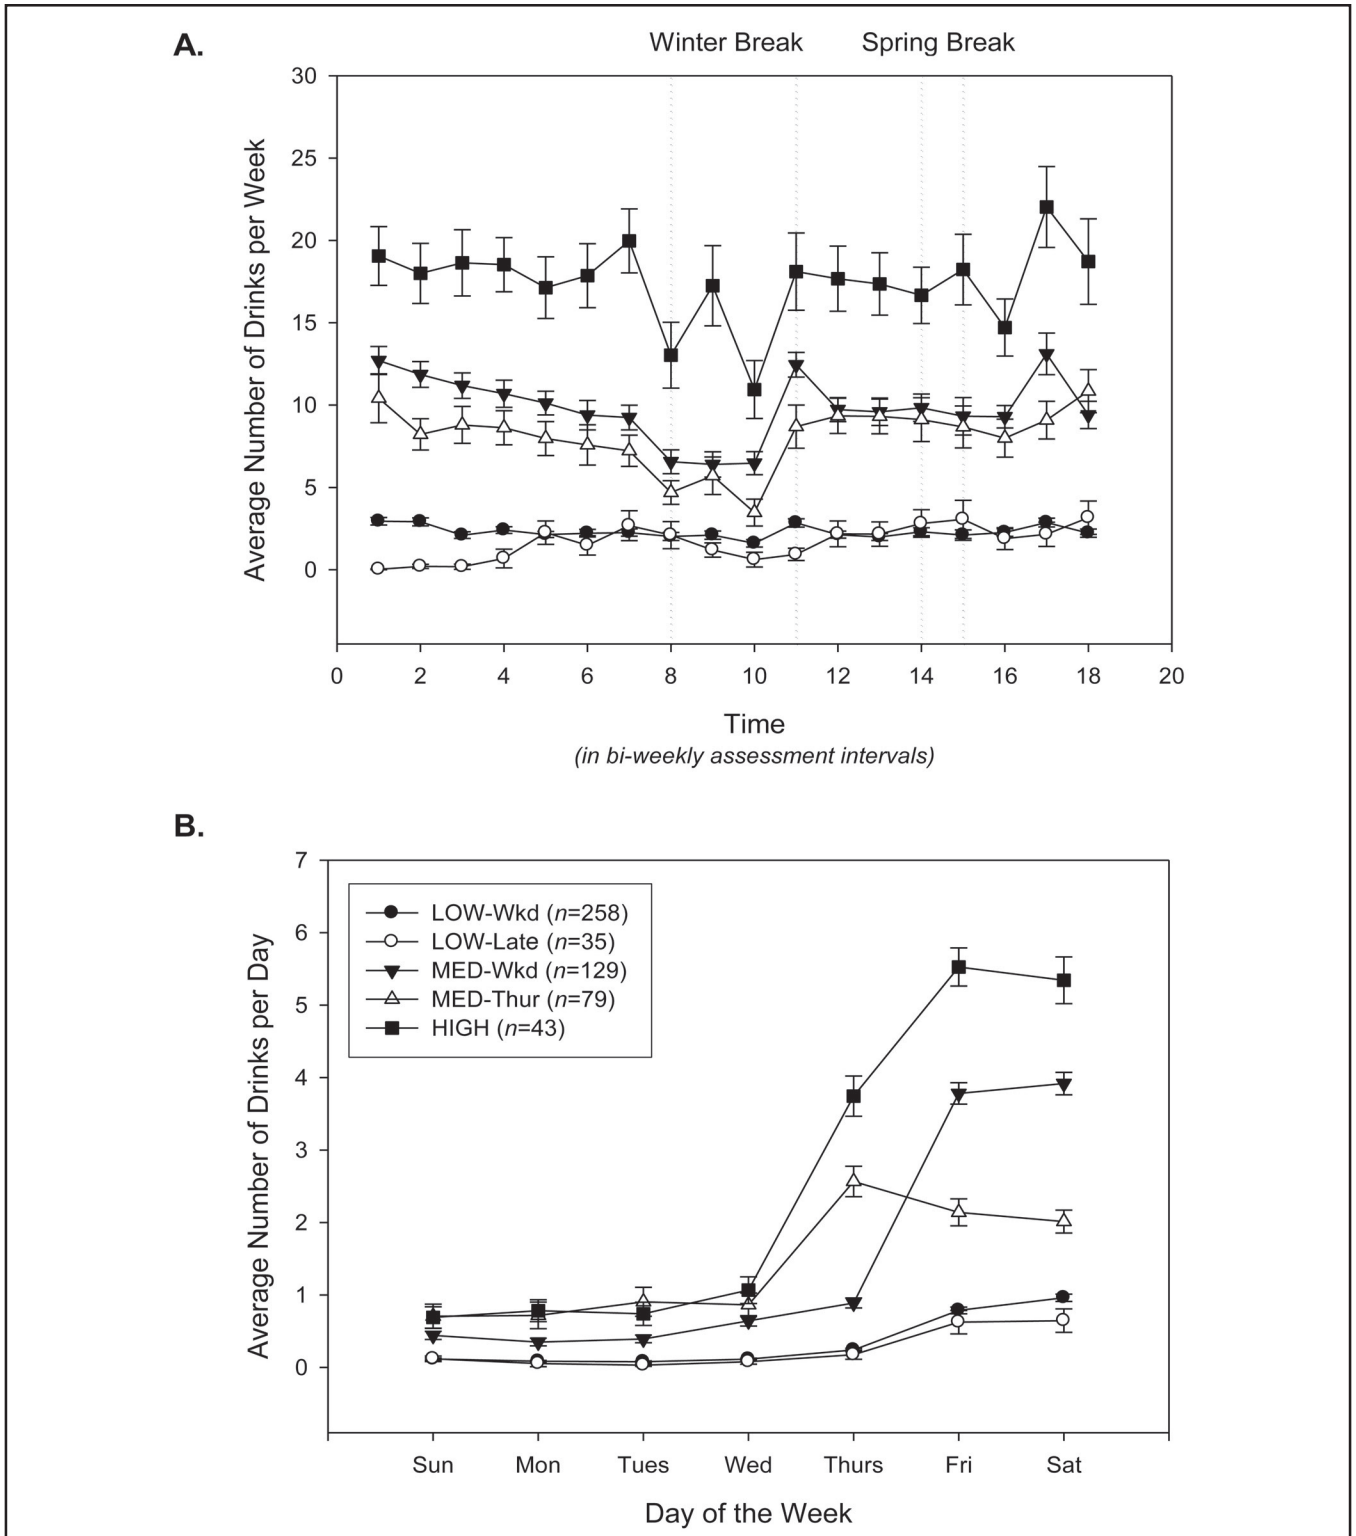 A.
Winter Break Spring Break
30
25
20
15
10
5
0
Average Number of Drinks per Week
0 2 4 6 8 10 12 14 16 18 20
Time
(in bi-weekly assessment intervals)
B.
7
6
5
4
3
2
1
0
Average Number of Drinks per Day
LOW-Wkd (n=258)
LOW-Late (n=35)
MED-Wkd (n=129)
MED-Thur (n=79)
HIGH (n=43)
Sun Mon Tues Wed Thurs Fri Sat
Day of the Week